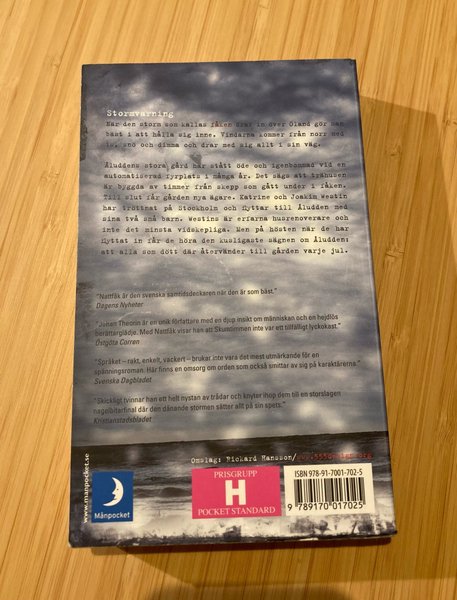 Stormvarning
När den storm som kallas fåken drar in över Öland gör man
bäst i att hålla sig inne. Vindarna kommer från norr med
is, snö och dimma och drar med sig allt i sin väg.
Åluddens stora gård har stått öde och igenbommad vid en
automatiserad fyrplats i många år. Det sägs att trähusen
är byggda av timmer från skepp som gått under i fåken.
Till slut får gården nya ägare. Katrine och Joakim Westin
har tröttnat på Stockholm och flyttar till Åludden med
sina två små barn. Westins är erfarna husrenoverare och
inte det minsta vidskepliga. Men på hösten när de har
flyttat in får de höra den kusligaste sägnen om Åludden:
att alla som dött där återvänder till gården varje jul.
"Nattfåk är den svenska samtidsdeckaren när den är som bäst."
Dagens Nyheter
"Johan Theorin är en unik författare med en djup insikt om människan och en hejdlös
berättarglädje. Med Nattfåk visar han att Skumtimmen inte var ett tillfälligt lyckokast."
Östgöta Corren
"Språket – rakt, enkelt, vackert – brukar inte vara det mest utmärkande för en
spänningsroman. Här finns en omsorg om orden som också smittar av sig på karaktärerna."
Svenska Dagbladet
"Skickligt tvinnar han ett helt nystan av trådar och knyter ihop dem till en storslagen
nagelbitarfinal där den dånande stormen sätter allt på sin spets."
Kristianstadsbladet
Omslag: Rickard Hansson/
www.manpocket.se
Månpocket
PRISGRUPP
H
POCKET STANDARD
ISBN 978-91-7001-702-5
9 789170 017025